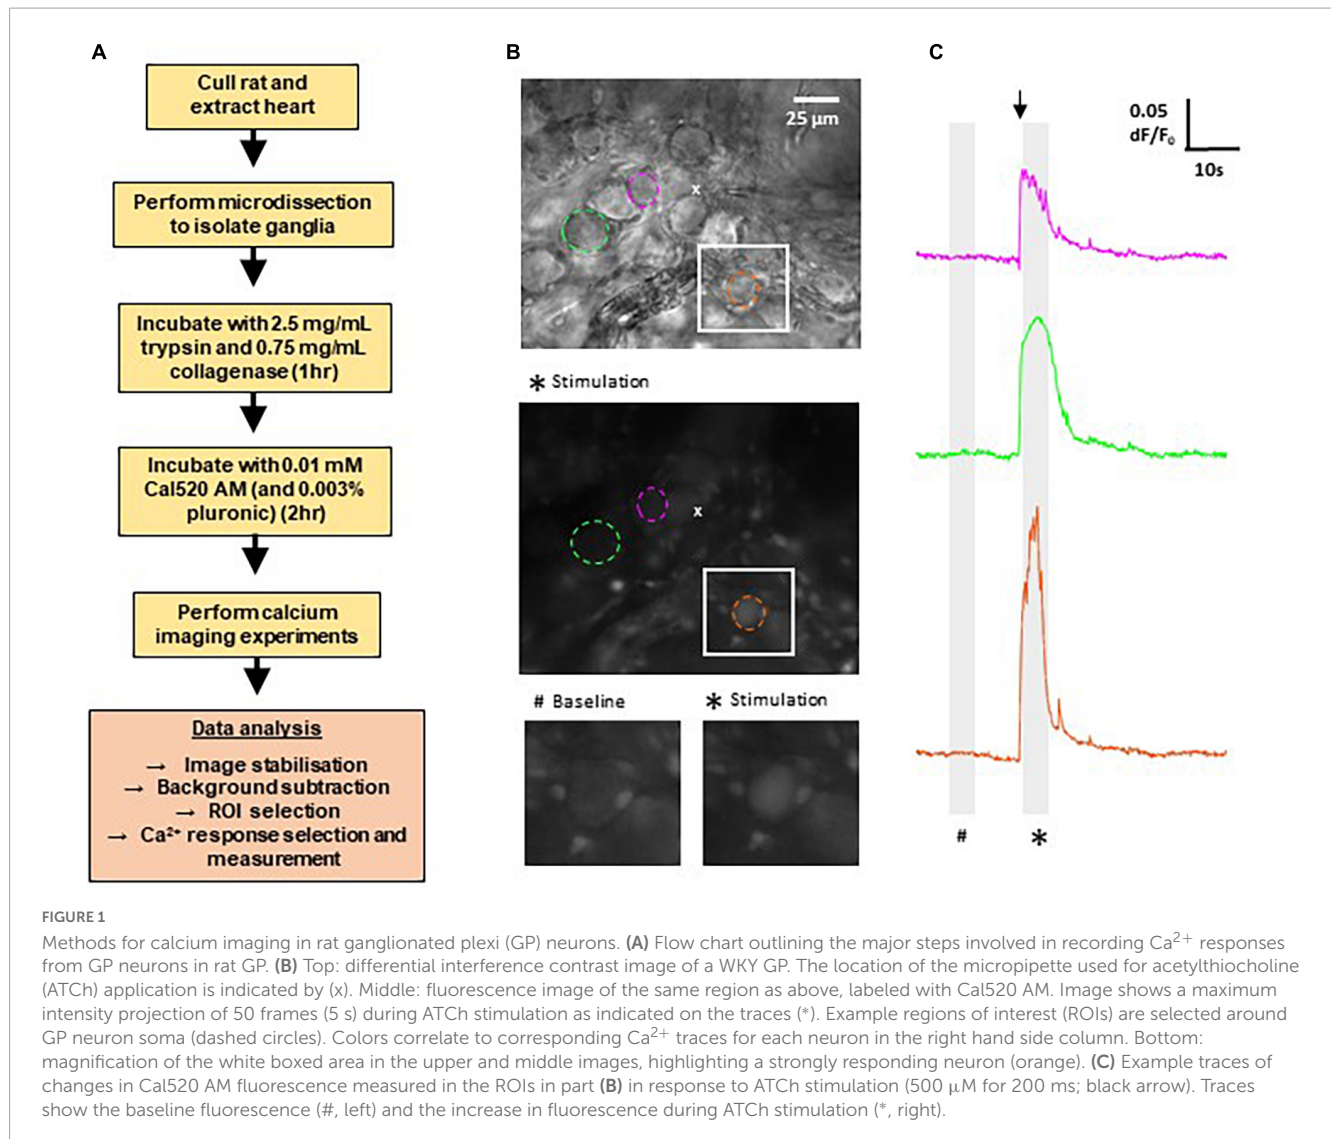 A
Cull rat and
extract heart
Perform microdissection
to isolate ganglia
Incubate with 2.5 mg/mL
trypsin and 0.75 mg/mL
collagenase (1hr)
Incubate with 0.01 mM
Cal520 AM (and 0.003%
pluronic) (2hr)
Perform calcium
imaging experiments
Data analysis
→ Image stabilisation
→ Background subtraction
→ ROI selection
→ Ca²⁺ response selection and
measurement
B
25 µm
x
* Stimulation
x
# Baseline
* Stimulation
C
0.05
dF/F₀
10s
#
*
FIGURE 1
Methods for calcium imaging in rat ganglionated plexi (GP) neurons. (A) Flow chart outlining the major steps involved in recording Ca²⁺ responses
from GP neurons in rat GP. (B) Top: differential interference contrast image of a WKY GP. The location of the micropipette used for acetylthiocholine
(ATCh) application is indicated by (x). Middle: fluorescence image of the same region as above, labeled with Cal520 AM. Image shows a maximum
intensity projection of 50 frames (5 s) during ATCh stimulation as indicated on the traces (*). Example regions of interest (ROIs) are selected around
GP neuron soma (dashed circles). Colors correlate to corresponding Ca²⁺ traces for each neuron in the right hand side column. Bottom:
magnification of the white boxed area in the upper and middle images, highlighting a strongly responding neuron (orange). (C) Example traces of
changes in Cal520 AM fluorescence measured in the ROIs in part (B) in response to ATCh stimulation (500 µM for 200 ms; black arrow). Traces
show the baseline fluorescence (#, left) and the increase in fluorescence during ATCh stimulation (*, right).